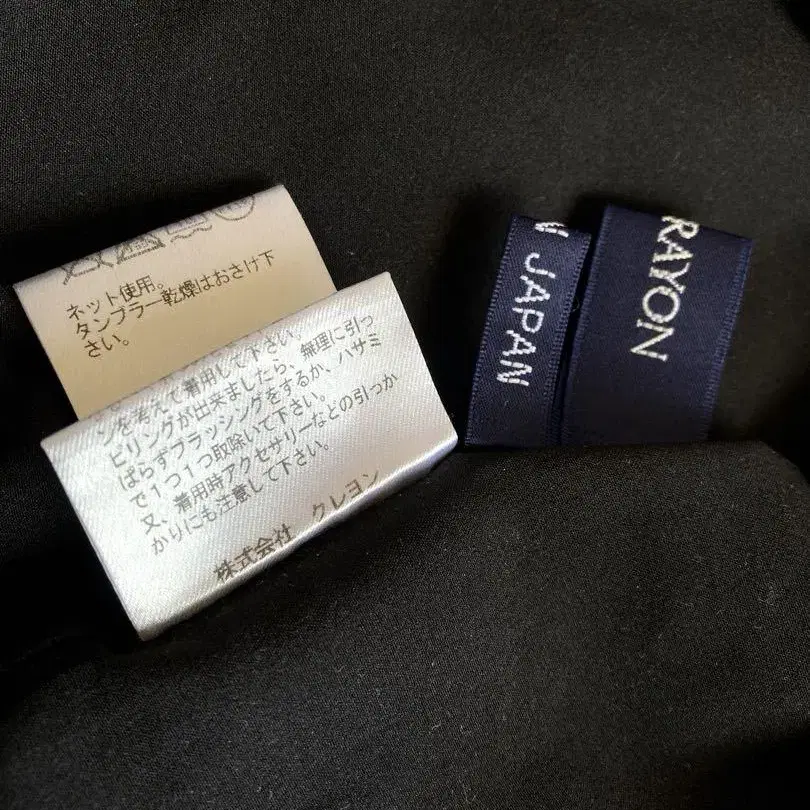 ネット使用。
タンブラー乾燥はおさけ下
さい。
ンを考えて着用して下さい。
ピリングが出来ましたら、無理に引っ
ぱらずブラッシングをするか、ハサミ
で1つ1つ取除いて下さい。
又、着用時アクセサリーなどの引っか
かりにも注意して下さい。
株式会社 クレヨン
N JAPAN
RAYON